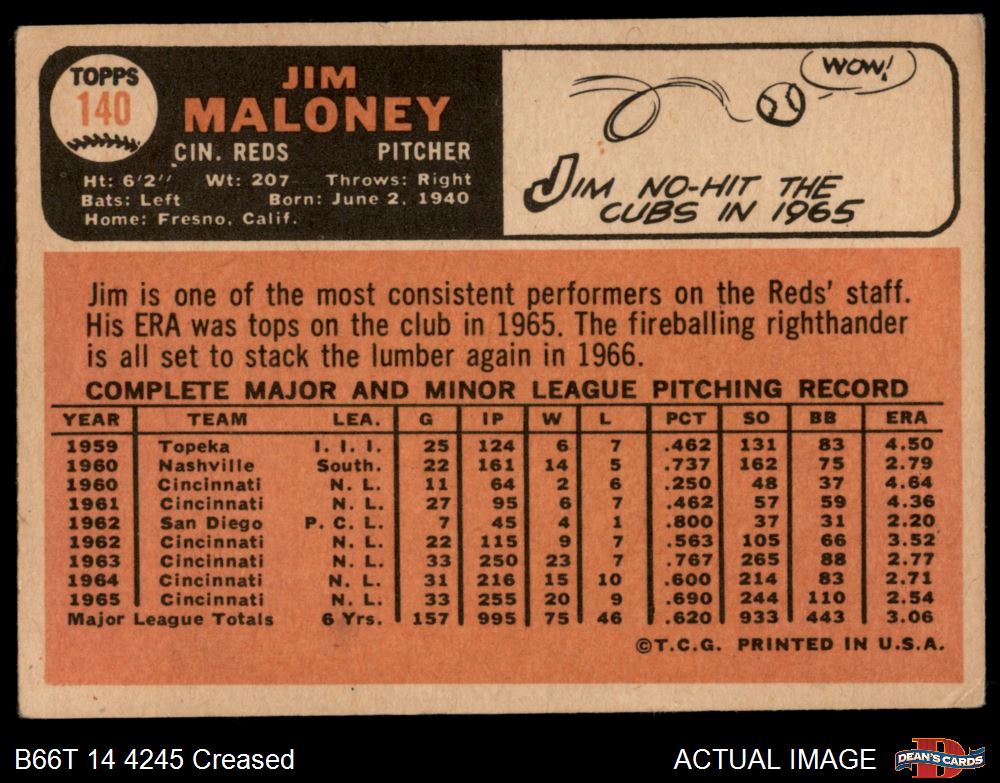 TOPPS
140
JIM
MALONEY
CIN. REDS PITCHER
Ht: 6'2" Wt: 207 Throws: Right
Bats: Left Born: June 2, 1940
Home: Fresno, Calif.
WOW!
JIM NO-HIT THE
CUBS IN 1965
Jim is one of the most consistent performers on the Reds' staff.
His ERA was tops on the club in 1965. The fireballing righthander
is all set to stack the lumber again in 1966.
COMPLETE MAJOR AND MINOR LEAGUE PITCHING RECORD
YEAR TEAM LEA. G IP W L PCT SO BB ERA
1959 Topeka I. I. I. 25 124 6 7 .462 131 83 4.50
1960 Nashville South. 22 161 14 5 .737 162 75 2.79
1960 Cincinnati N. L. 11 64 2 6 .250 48 37 4.64
1961 Cincinnati N. L. 27 95 6 7 .462 57 59 4.36
1962 San Diego P. C. L. 7 45 4 1 .800 37 31 2.20
1962 Cincinnati N. L. 22 115 9 7 .563 105 66 3.52
1963 Cincinnati N. L. 33 250 23 7 .767 265 88 2.77
1964 Cincinnati N. L. 31 216 15 10 .600 214 83 2.71
1965 Cincinnati N. L. 33 255 20 9 .690 244 110 2.54
Major League Totals 6 Yrs. 157 995 75 46 .620 933 443 3.06
©T.C.G. PRINTED IN U.S.A.
B66T 14 4245 Creased
ACTUAL IMAGE
D
DEAN'S CARDS